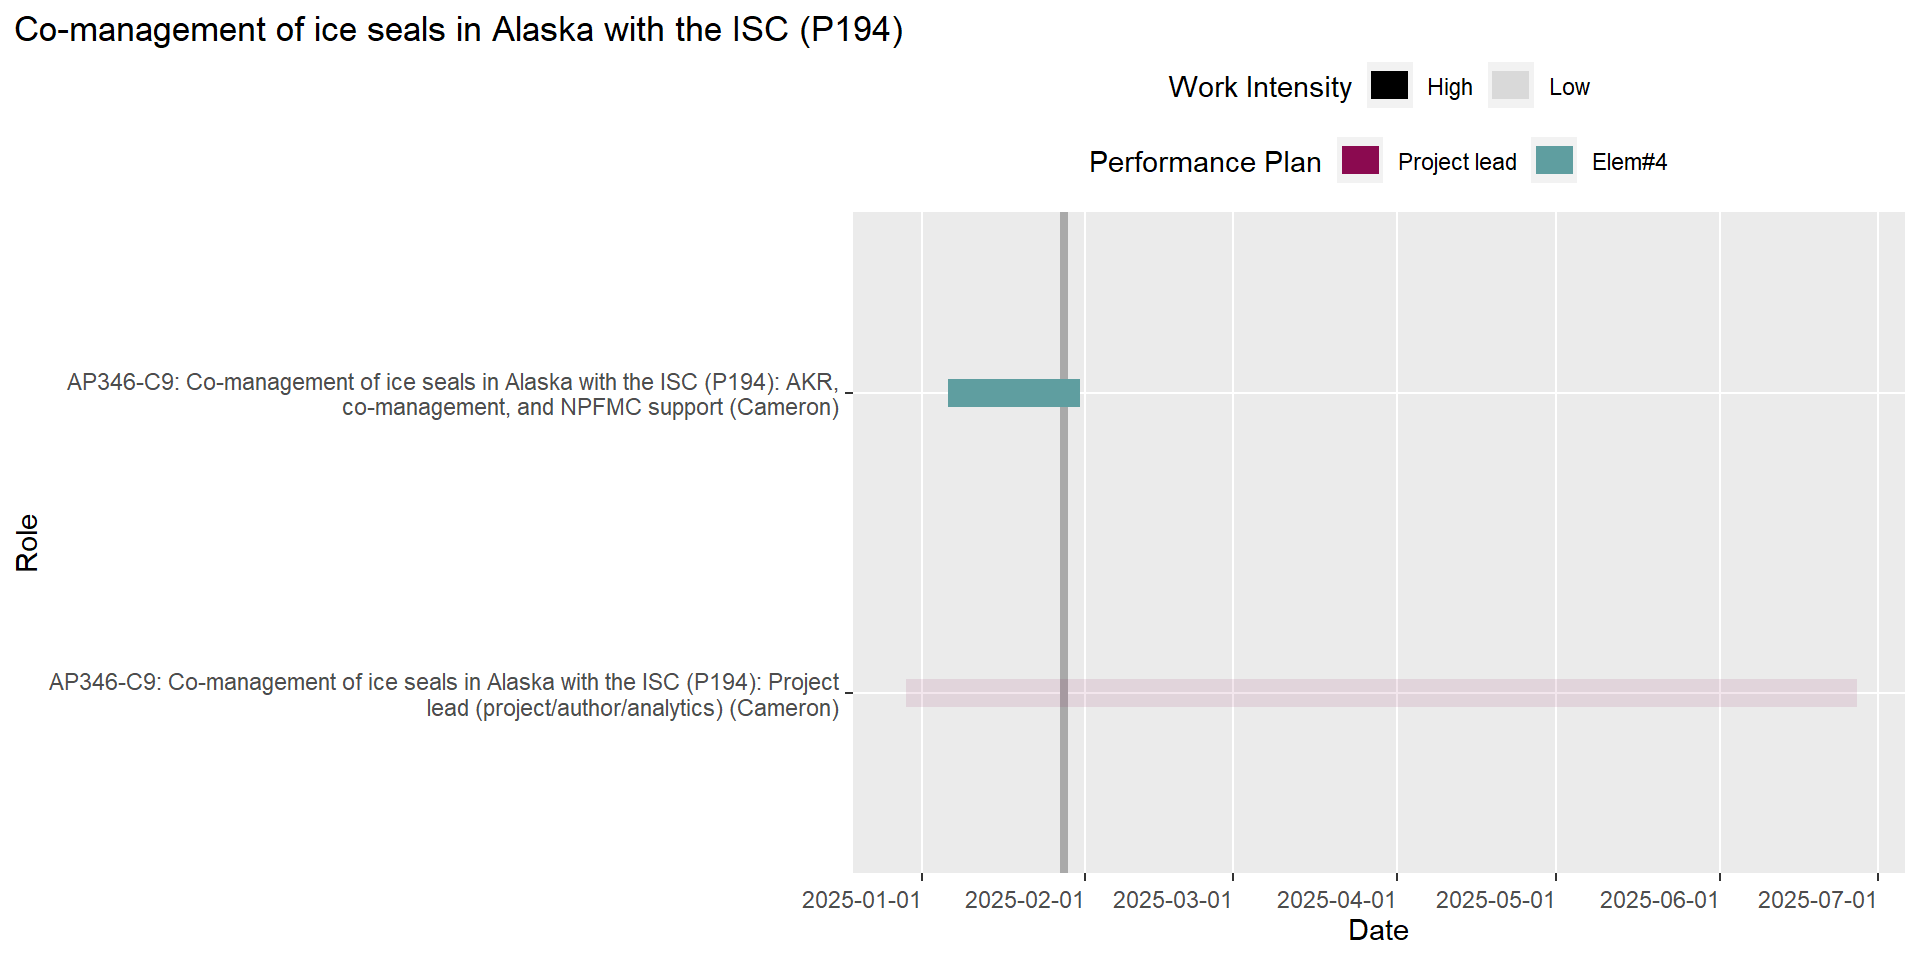 Co-management of ice seals in Alaska with the ISC (P194)
Work Intensity High Low
Performance Plan Project lead Elem#4
AP346-C9: Co-management of ice seals in Alaska with the ISC (P194): AKR,
co-management, and NPFMC support (Cameron)
Role
AP346-C9: Co-management of ice seals in Alaska with the ISC (P194): Project
lead (project/author/analytics) (Cameron)
2025-01-01 2025-02-01 2025-03-01 2025-04-01 2025-05-01 2025-06-01 2025-07-01
Date